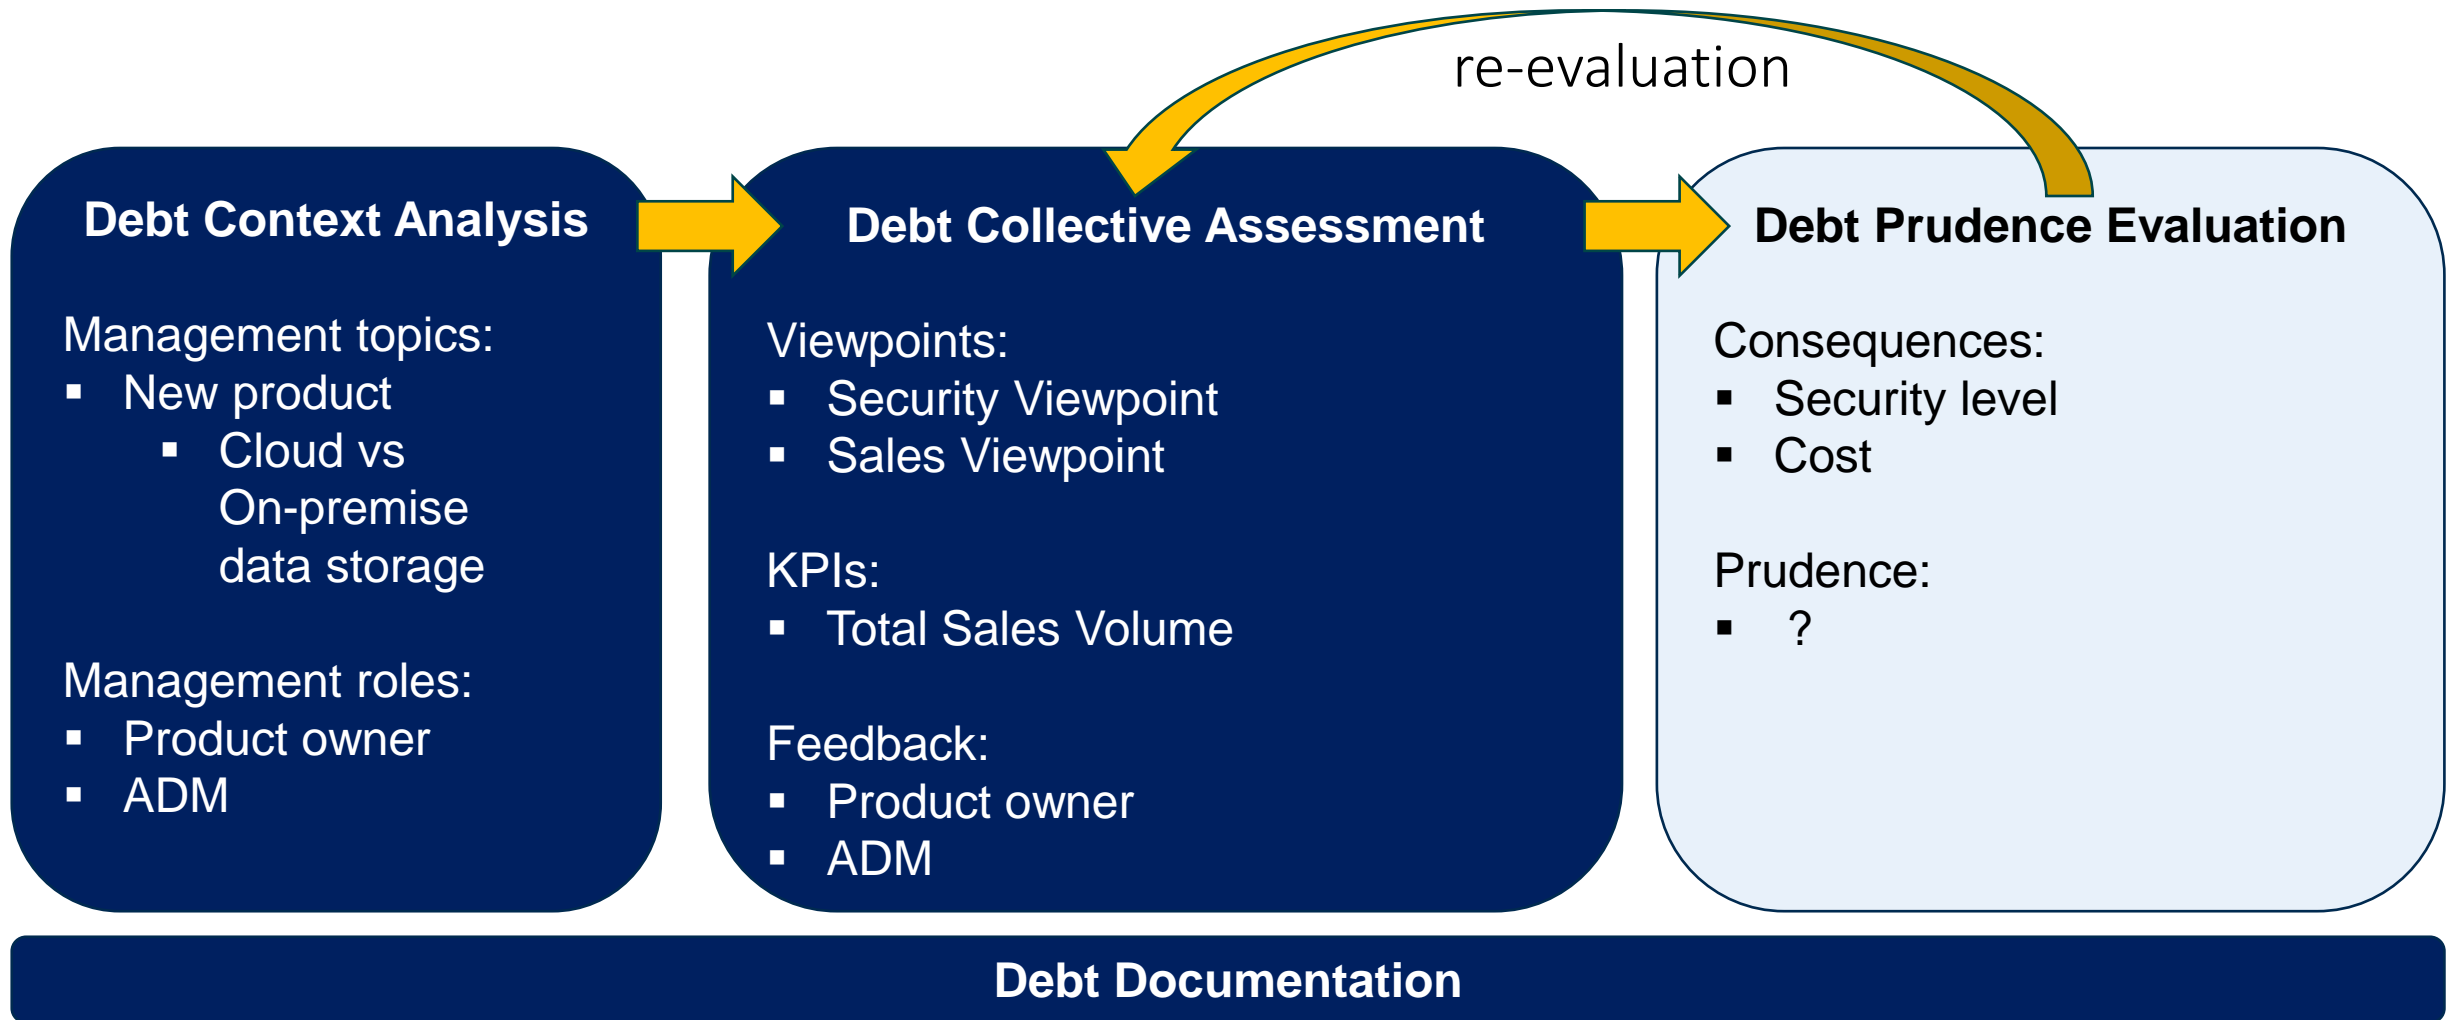 re-evaluation
Debt Context Analysis
Management topics:
▪ New product
▪ Cloud vs
On-premise
data storage
Management roles:
▪ Product owner
▪ ADM
Debt Collective Assessment
Viewpoints:
▪ Security Viewpoint
▪ Sales Viewpoint
KPIs:
▪ Total Sales Volume
Feedback:
▪ Product owner
▪ ADM
Debt Prudence Evaluation
Consequences:
▪ Security level
▪ Cost
Prudence:
▪ ?
Debt Documentation